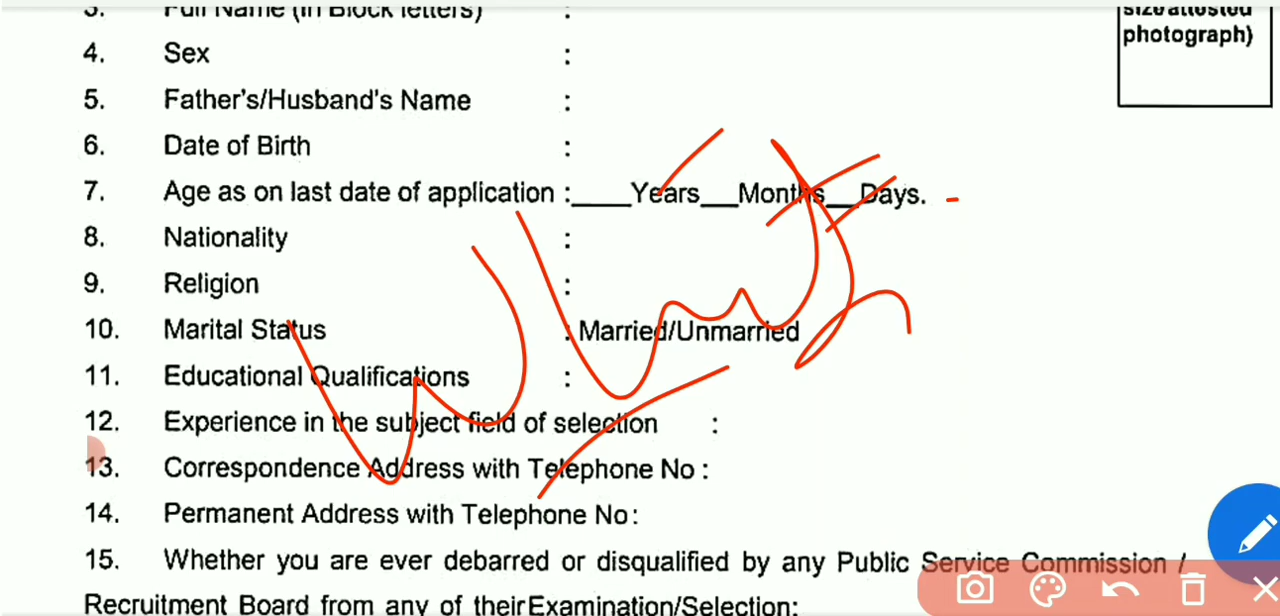 3. Full Name (in Block letters) :
size attested
photograph)
4. Sex :
5. Father's/Husband's Name :
6. Date of Birth :
7. Age as on last date of application :____Years__Months__Days.
8. Nationality :
9. Religion :
10. Marital Status : Married/Unmarried
11. Educational Qualifications :
12. Experience in the subject field of selection :
13. Correspondence Address with Telephone No :
14. Permanent Address with Telephone No :
15. Whether you are ever debarred or disqualified by any Public Service Commission /
Recruitment Board from any of their Examination/Selection: